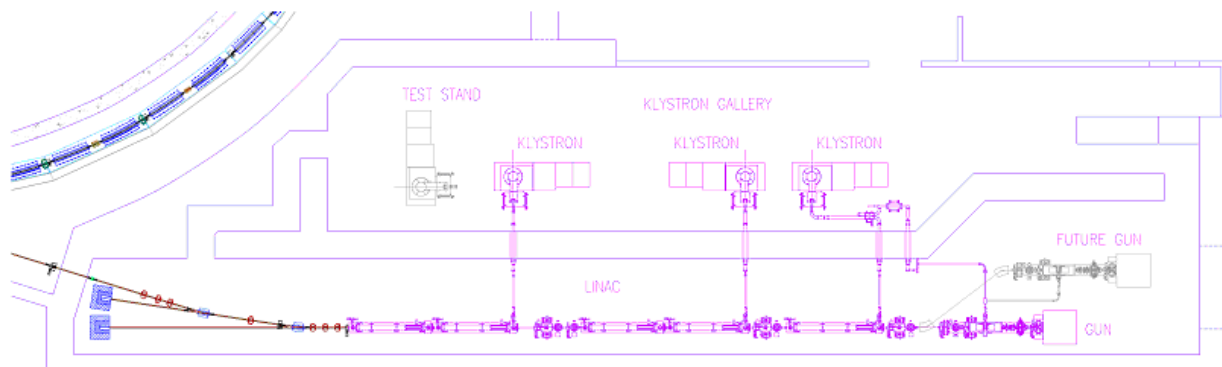 TEST STAND
KLYSTRON GALLERY
KLYSTRON
KLYSTRON
KLYSTRON
FUTURE GUN
LINAC
GUN